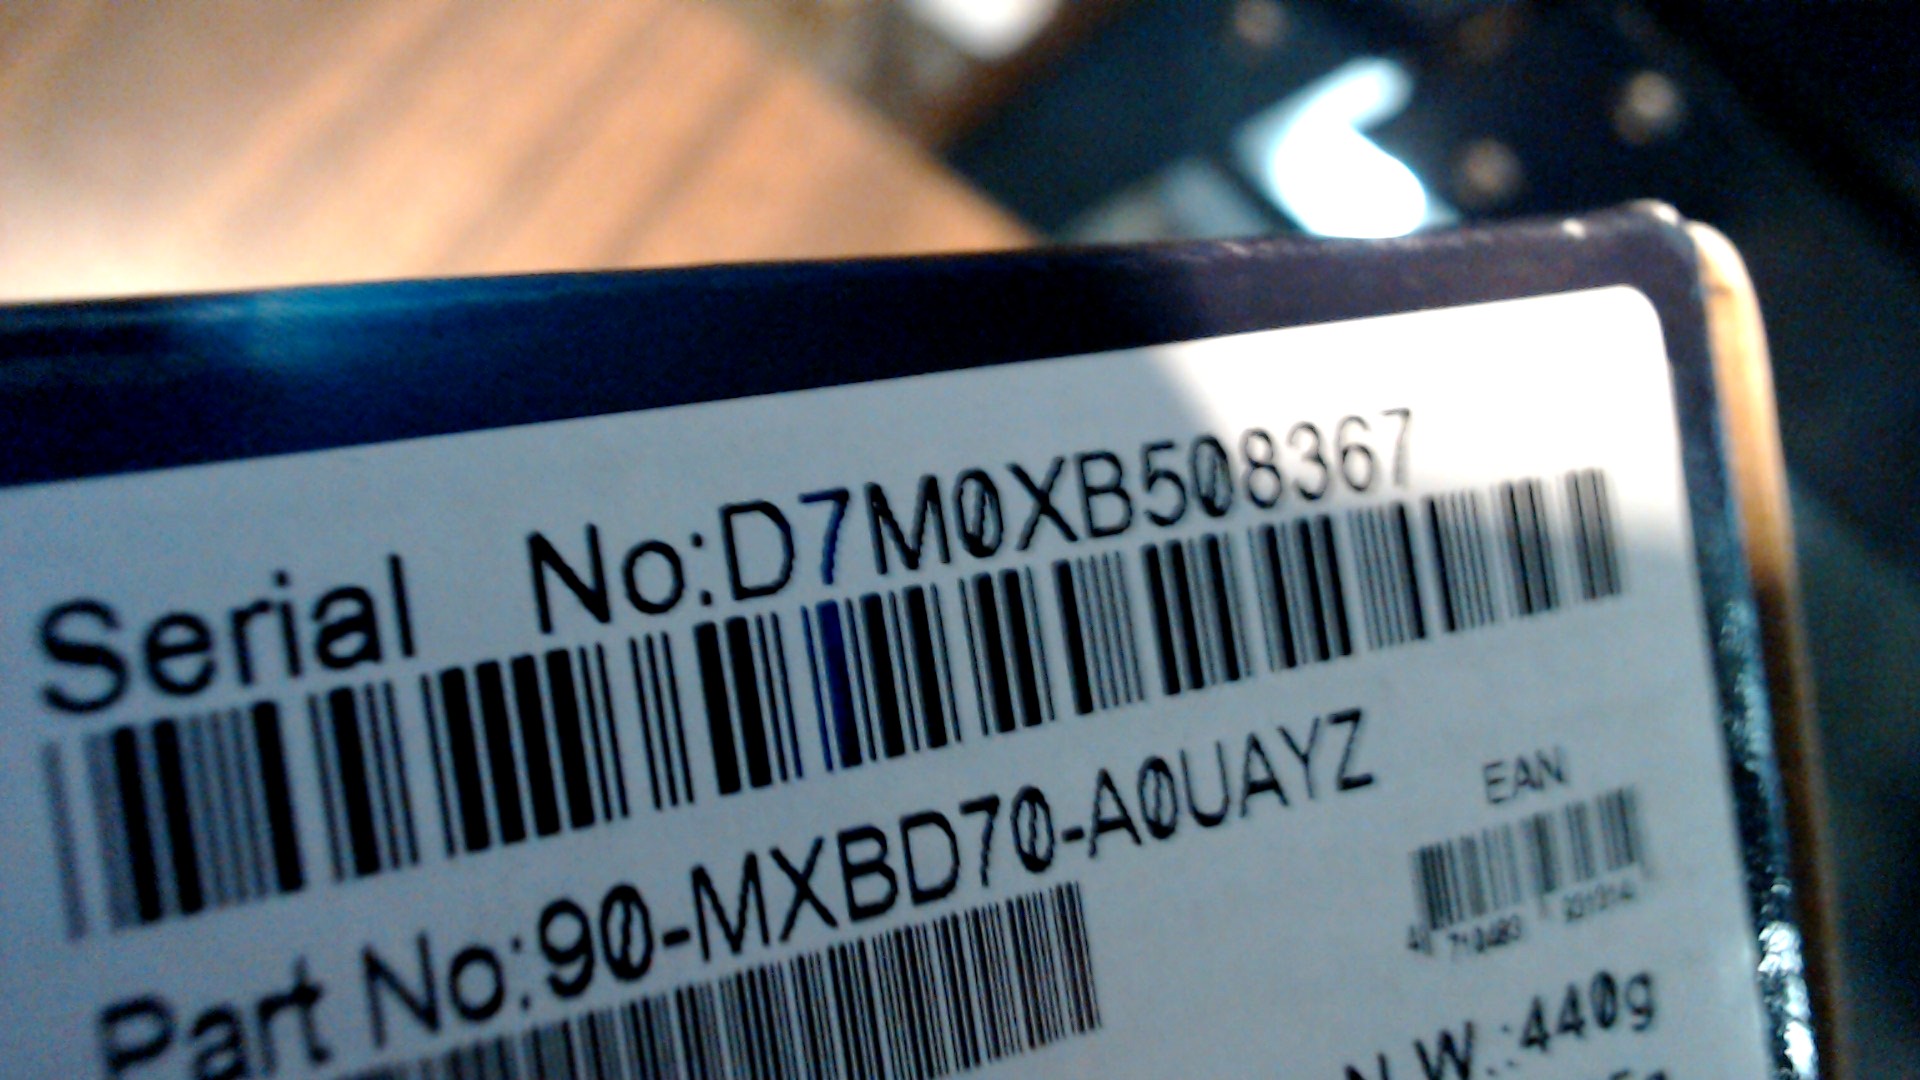 Serial No:D7M0XB508367
Part No:90-MXBD70-A0UAYZ
EAN
N.W.:440g